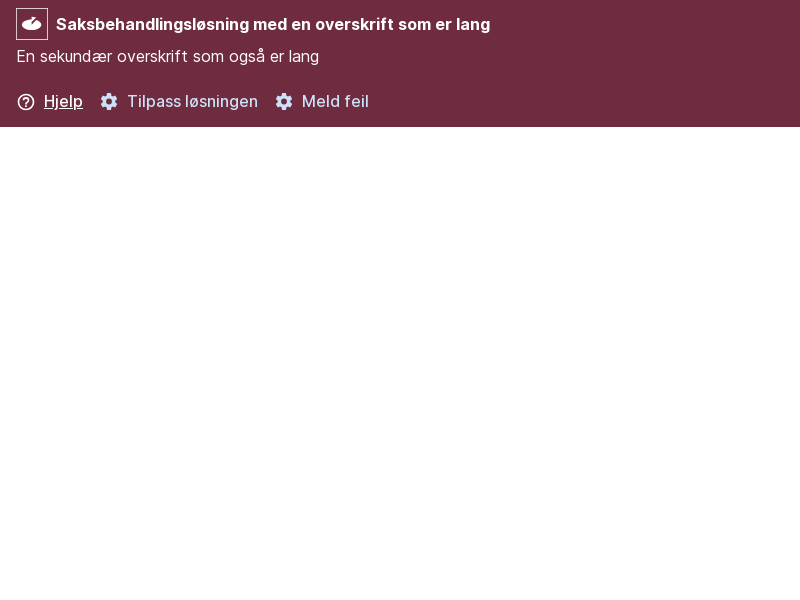 Saksbehandlingsløsning med en overskrift som er lang
En sekundær overskrift som også er lang
Hjelp Tilpass løsningen Meld feil